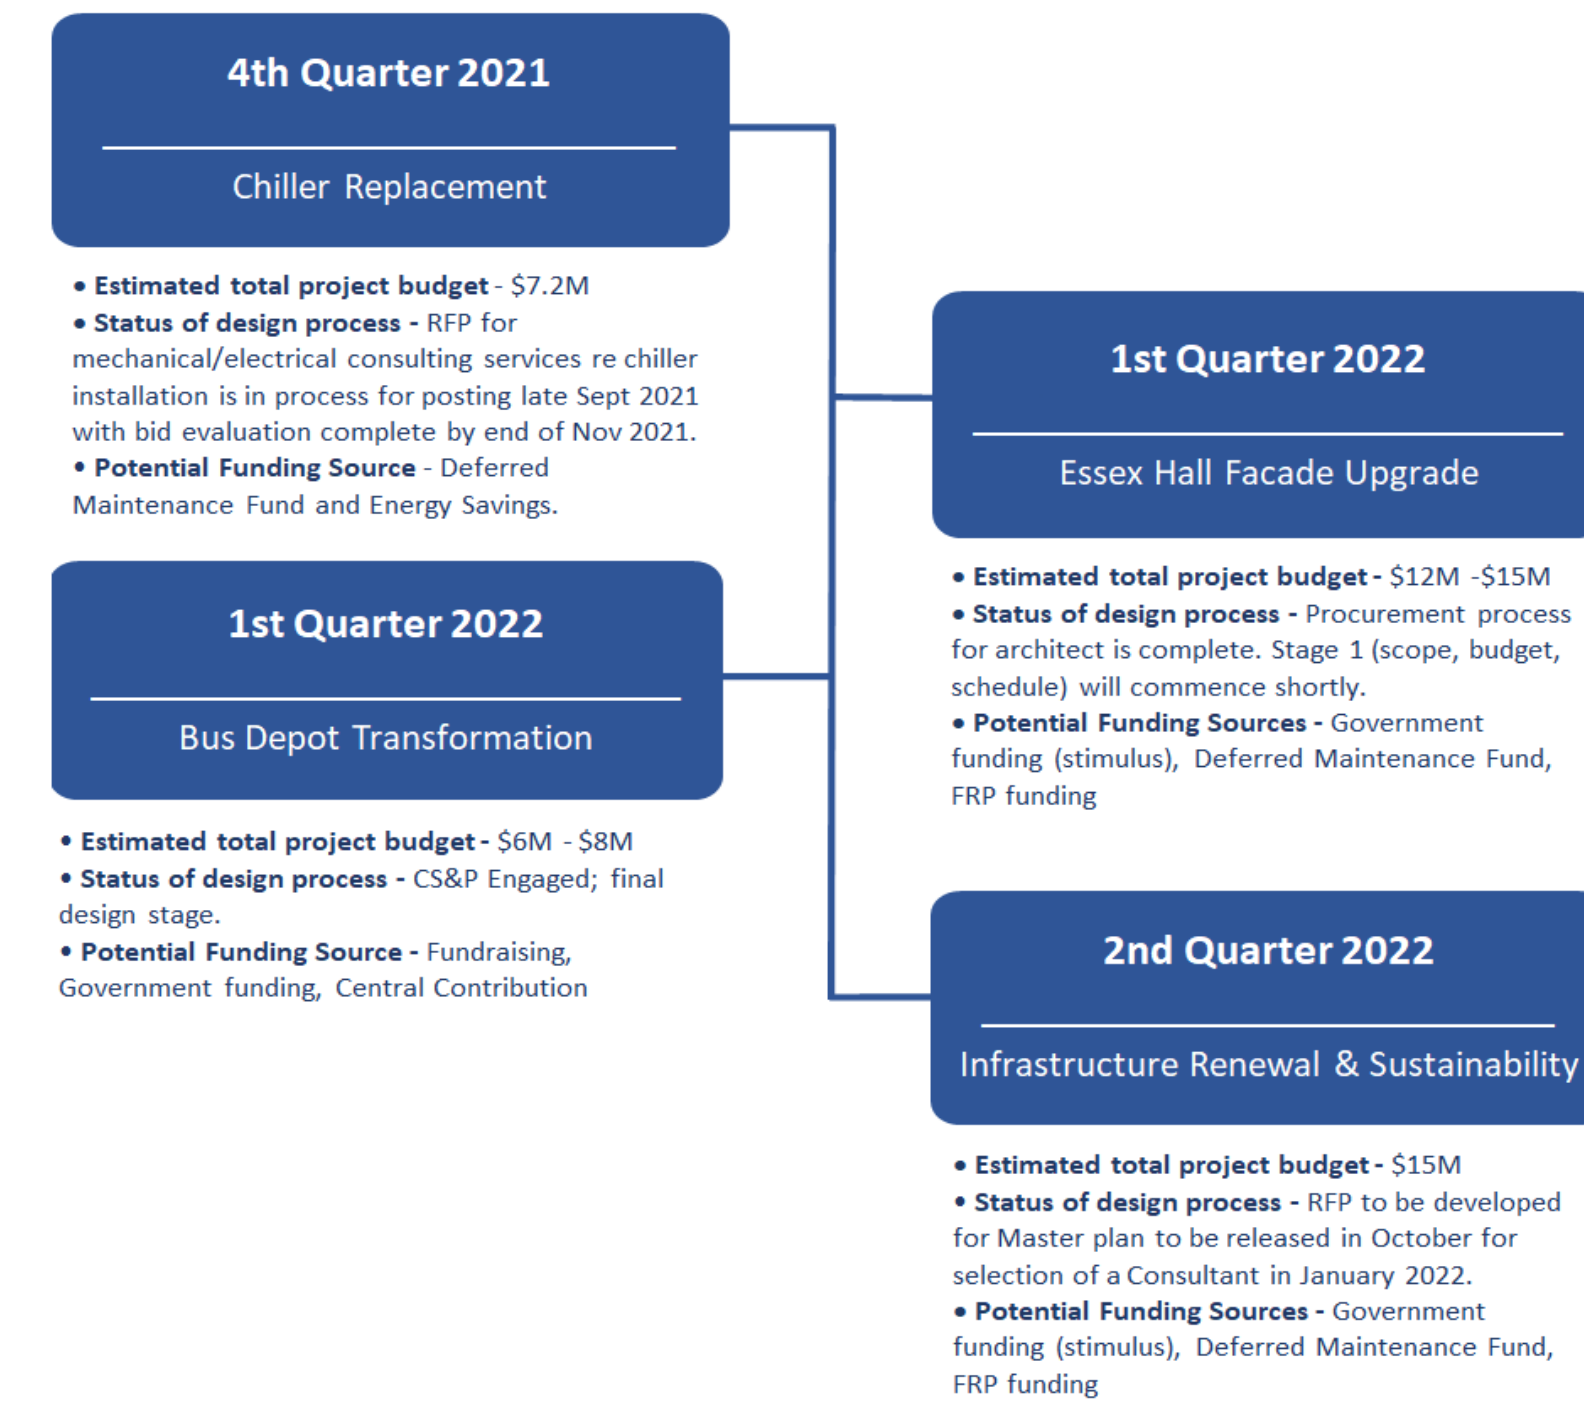 4th Quarter 2021
Chiller Replacement
• Estimated total project budget - $7.2M
• Status of design process - RFP for
mechanical/electrical consulting services re chiller
installation is in process for posting late Sept 2021
with bid evaluation complete by end of Nov 2021.
• Potential Funding Source - Deferred
Maintenance Fund and Energy Savings.
1st Quarter 2022
Essex Hall Facade Upgrade
• Estimated total project budget - $12M -$15M
• Status of design process - Procurement process
for architect is complete. Stage 1 (scope, budget,
schedule) will commence shortly.
• Potential Funding Sources - Government
funding (stimulus), Deferred Maintenance Fund,
FRP funding
1st Quarter 2022
Bus Depot Transformation
• Estimated total project budget - $6M - $8M
• Status of design process - CS&P Engaged; final
design stage.
• Potential Funding Source - Fundraising,
Government funding, Central Contribution
2nd Quarter 2022
Infrastructure Renewal & Sustainability
• Estimated total project budget - $15M
• Status of design process - RFP to be developed
for Master plan to be released in October for
selection of a Consultant in January 2022.
• Potential Funding Sources - Government
funding (stimulus), Deferred Maintenance Fund,
FRP funding